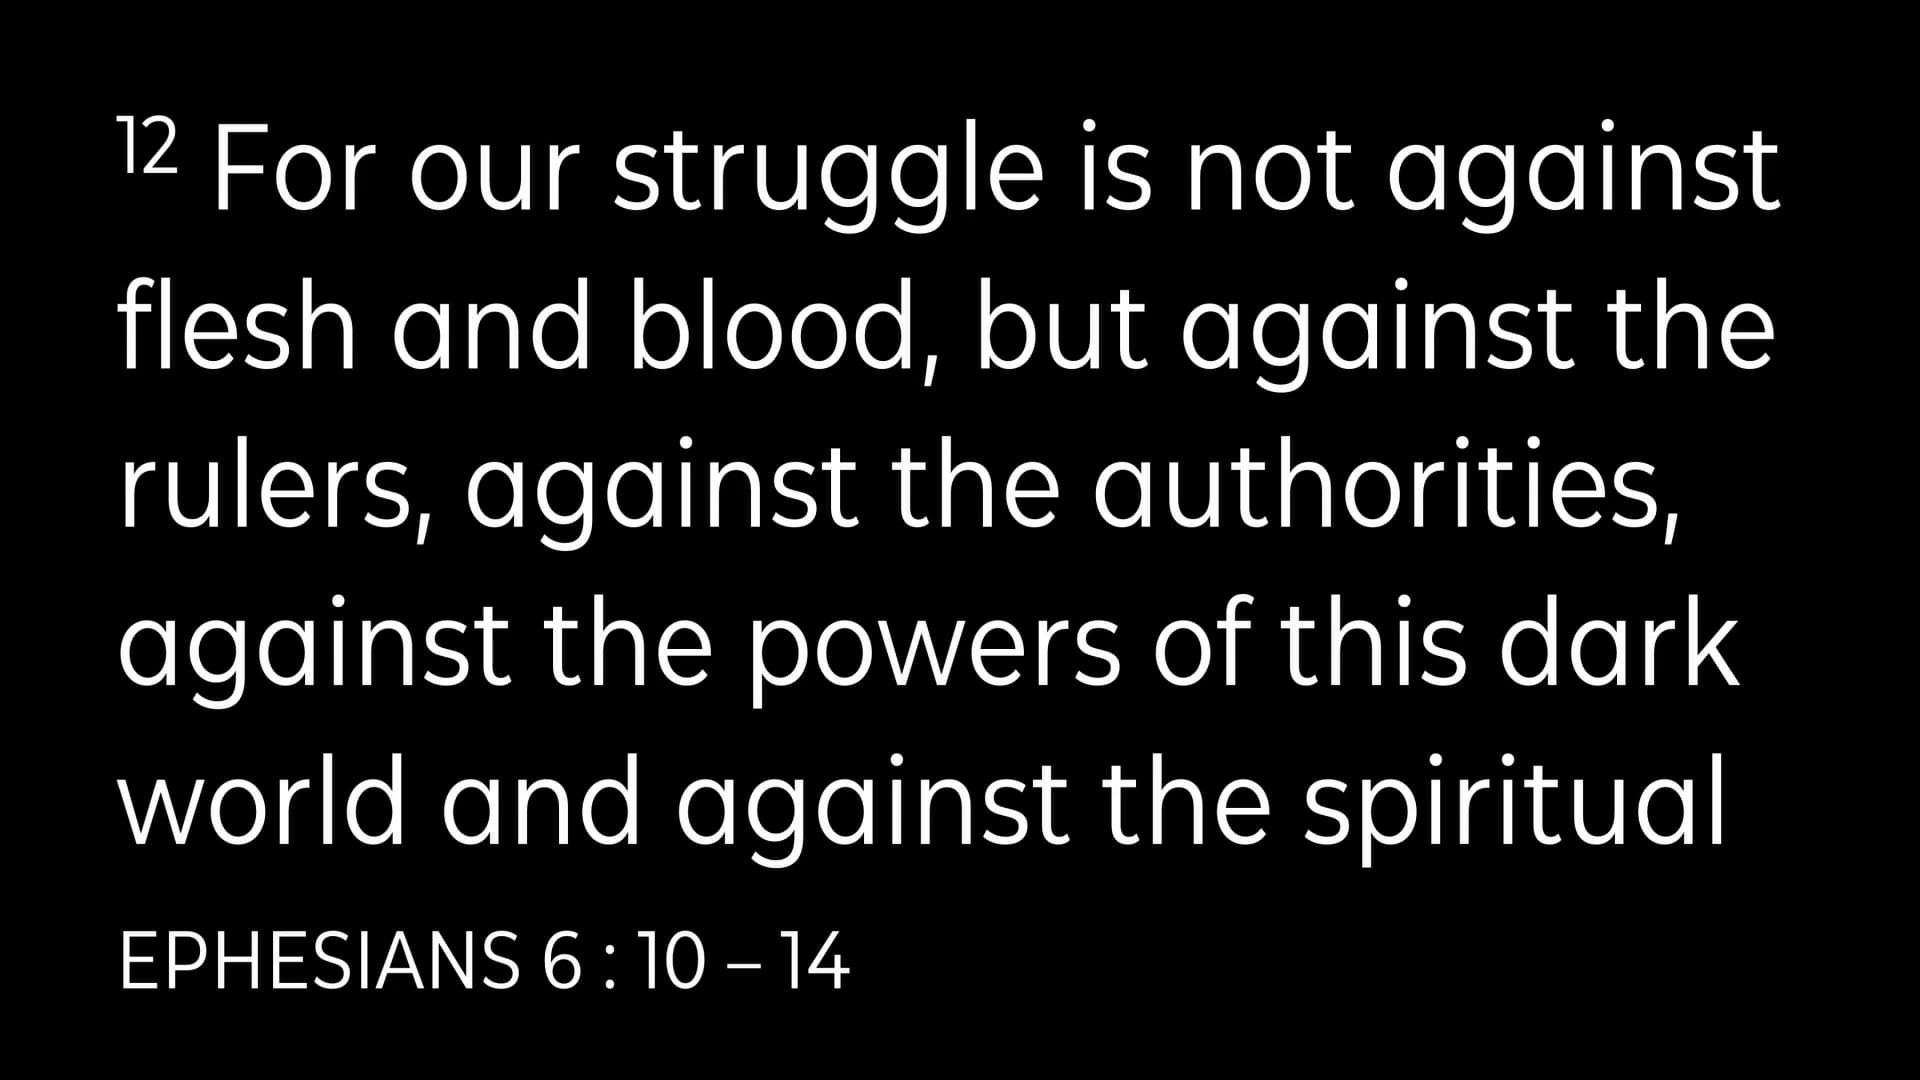 12 For our struggle is not against
flesh and blood, but against the
rulers, against the authorities,
against the powers of this dark
world and against the spiritual
EPHESIANS 6 : 10 – 14